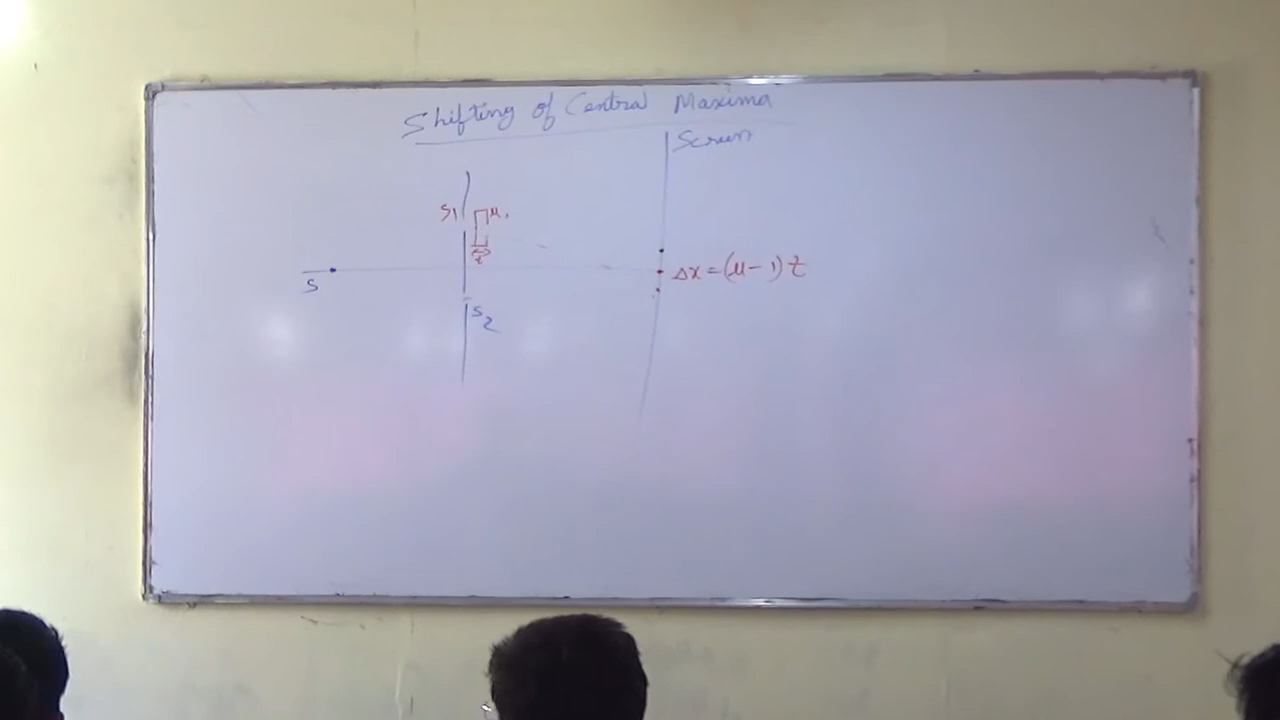 Shifting of Central Maxima
Screen
S1
μ.
t
S
Δx = (μ - 1) t
S2